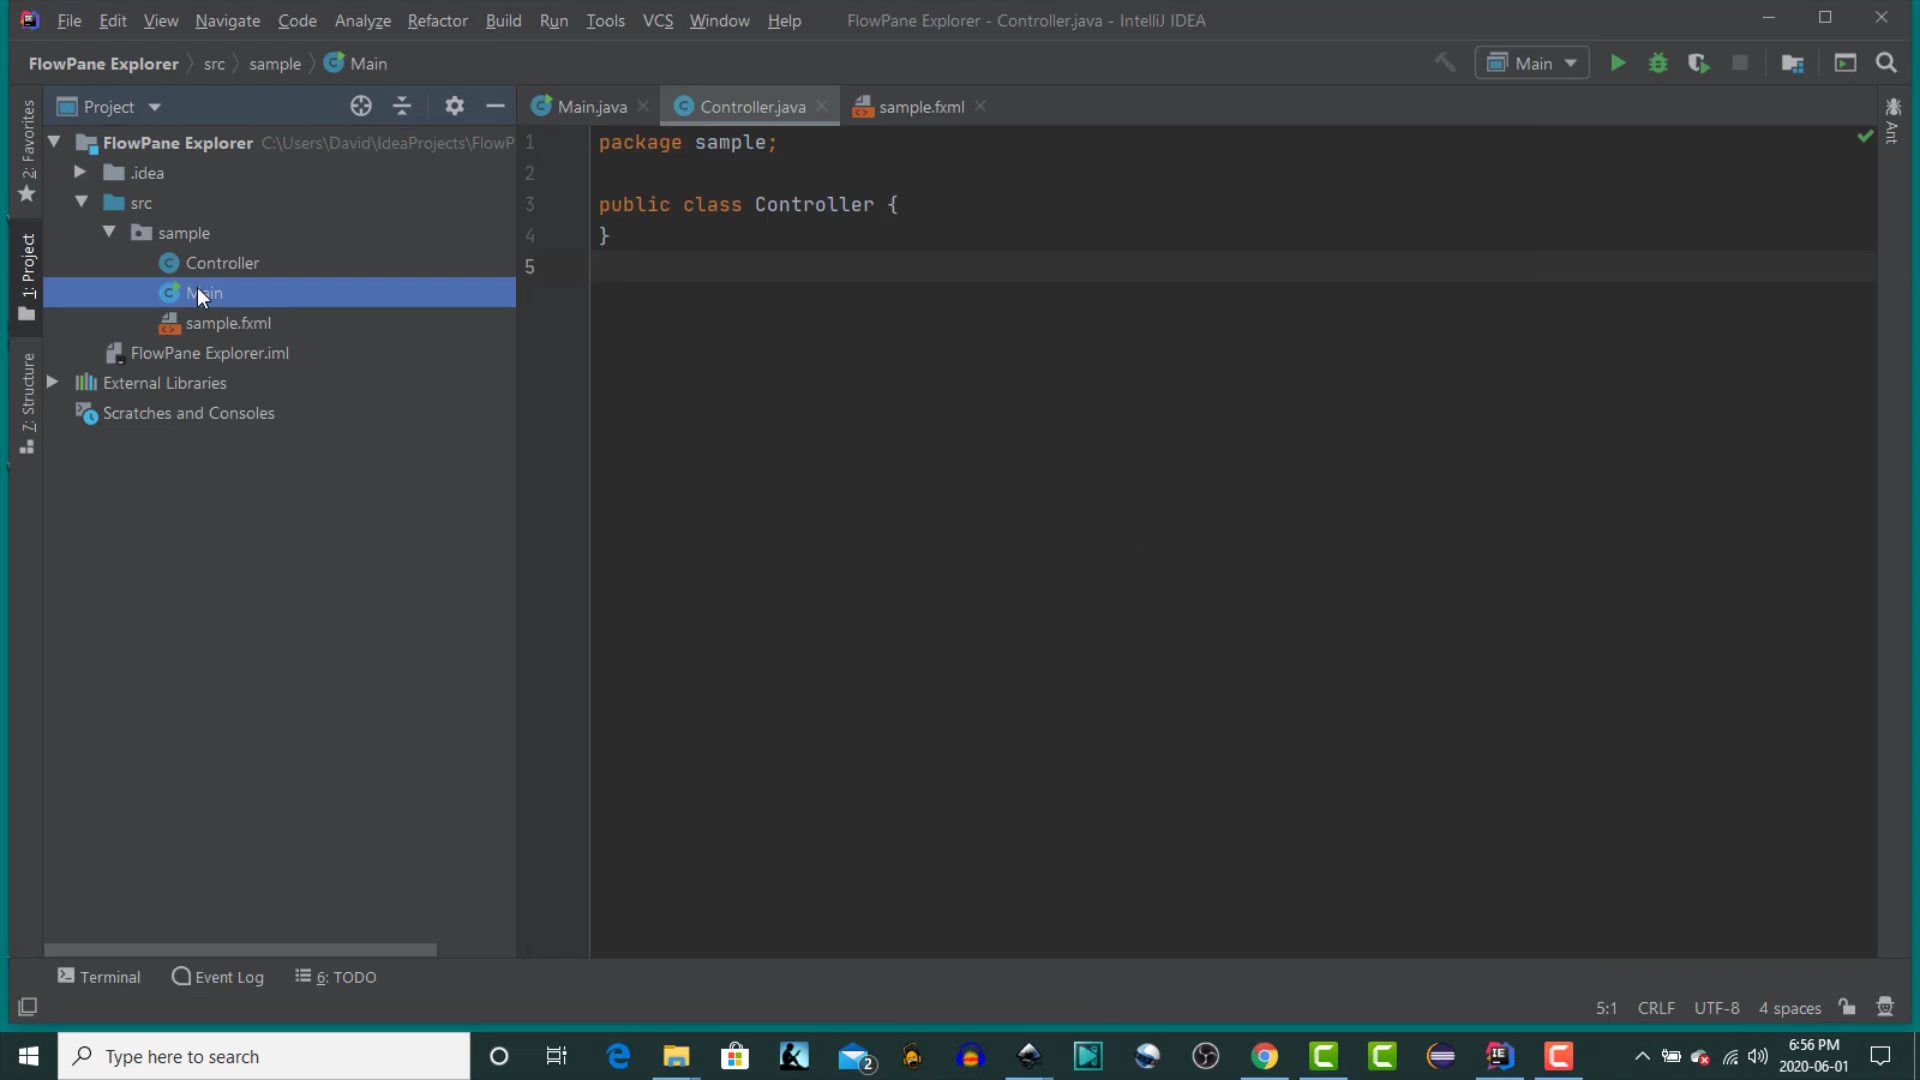 File Edit View Navigate Code Analyze Refactor Build Run Tools VCS Window Help FlowPane Explorer - Controller.java - IntelliJ IDEA
FlowPane Explorer src sample Main Main
Project Main.java Controller.java sample.fxml
FlowPane Explorer C:\Users\David\IdeaProjects\FlowP
.idea
src
sample
Controller
Main
sample.fxml
FlowPane Explorer.iml
External Libraries
Scratches and Consoles
2: Favorites
1: Project
7: Structure
1 package sample;
2
3 public class Controller {
4 }
5
Ant
Terminal Event Log 6: TODO
5:1 CRLF UTF-8 4 spaces
Type here to search 2 6:56 PM
2020-06-01